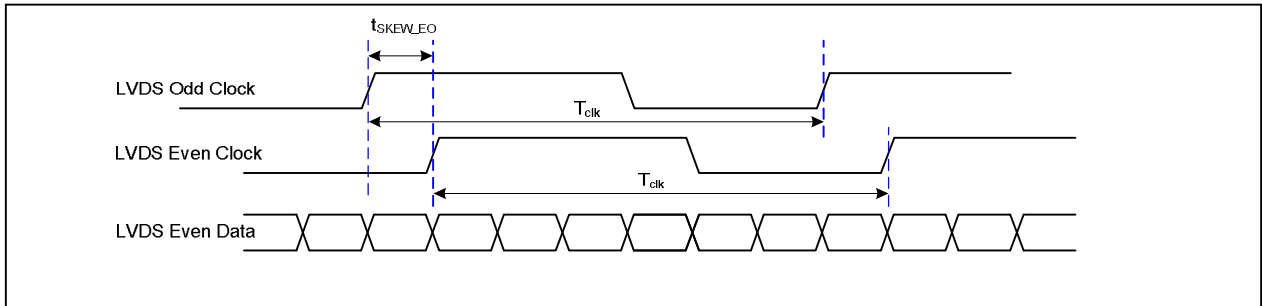 tSKEW_EO
LVDS Odd Clock
Tclk
LVDS Even Clock
Tclk
LVDS Even Data